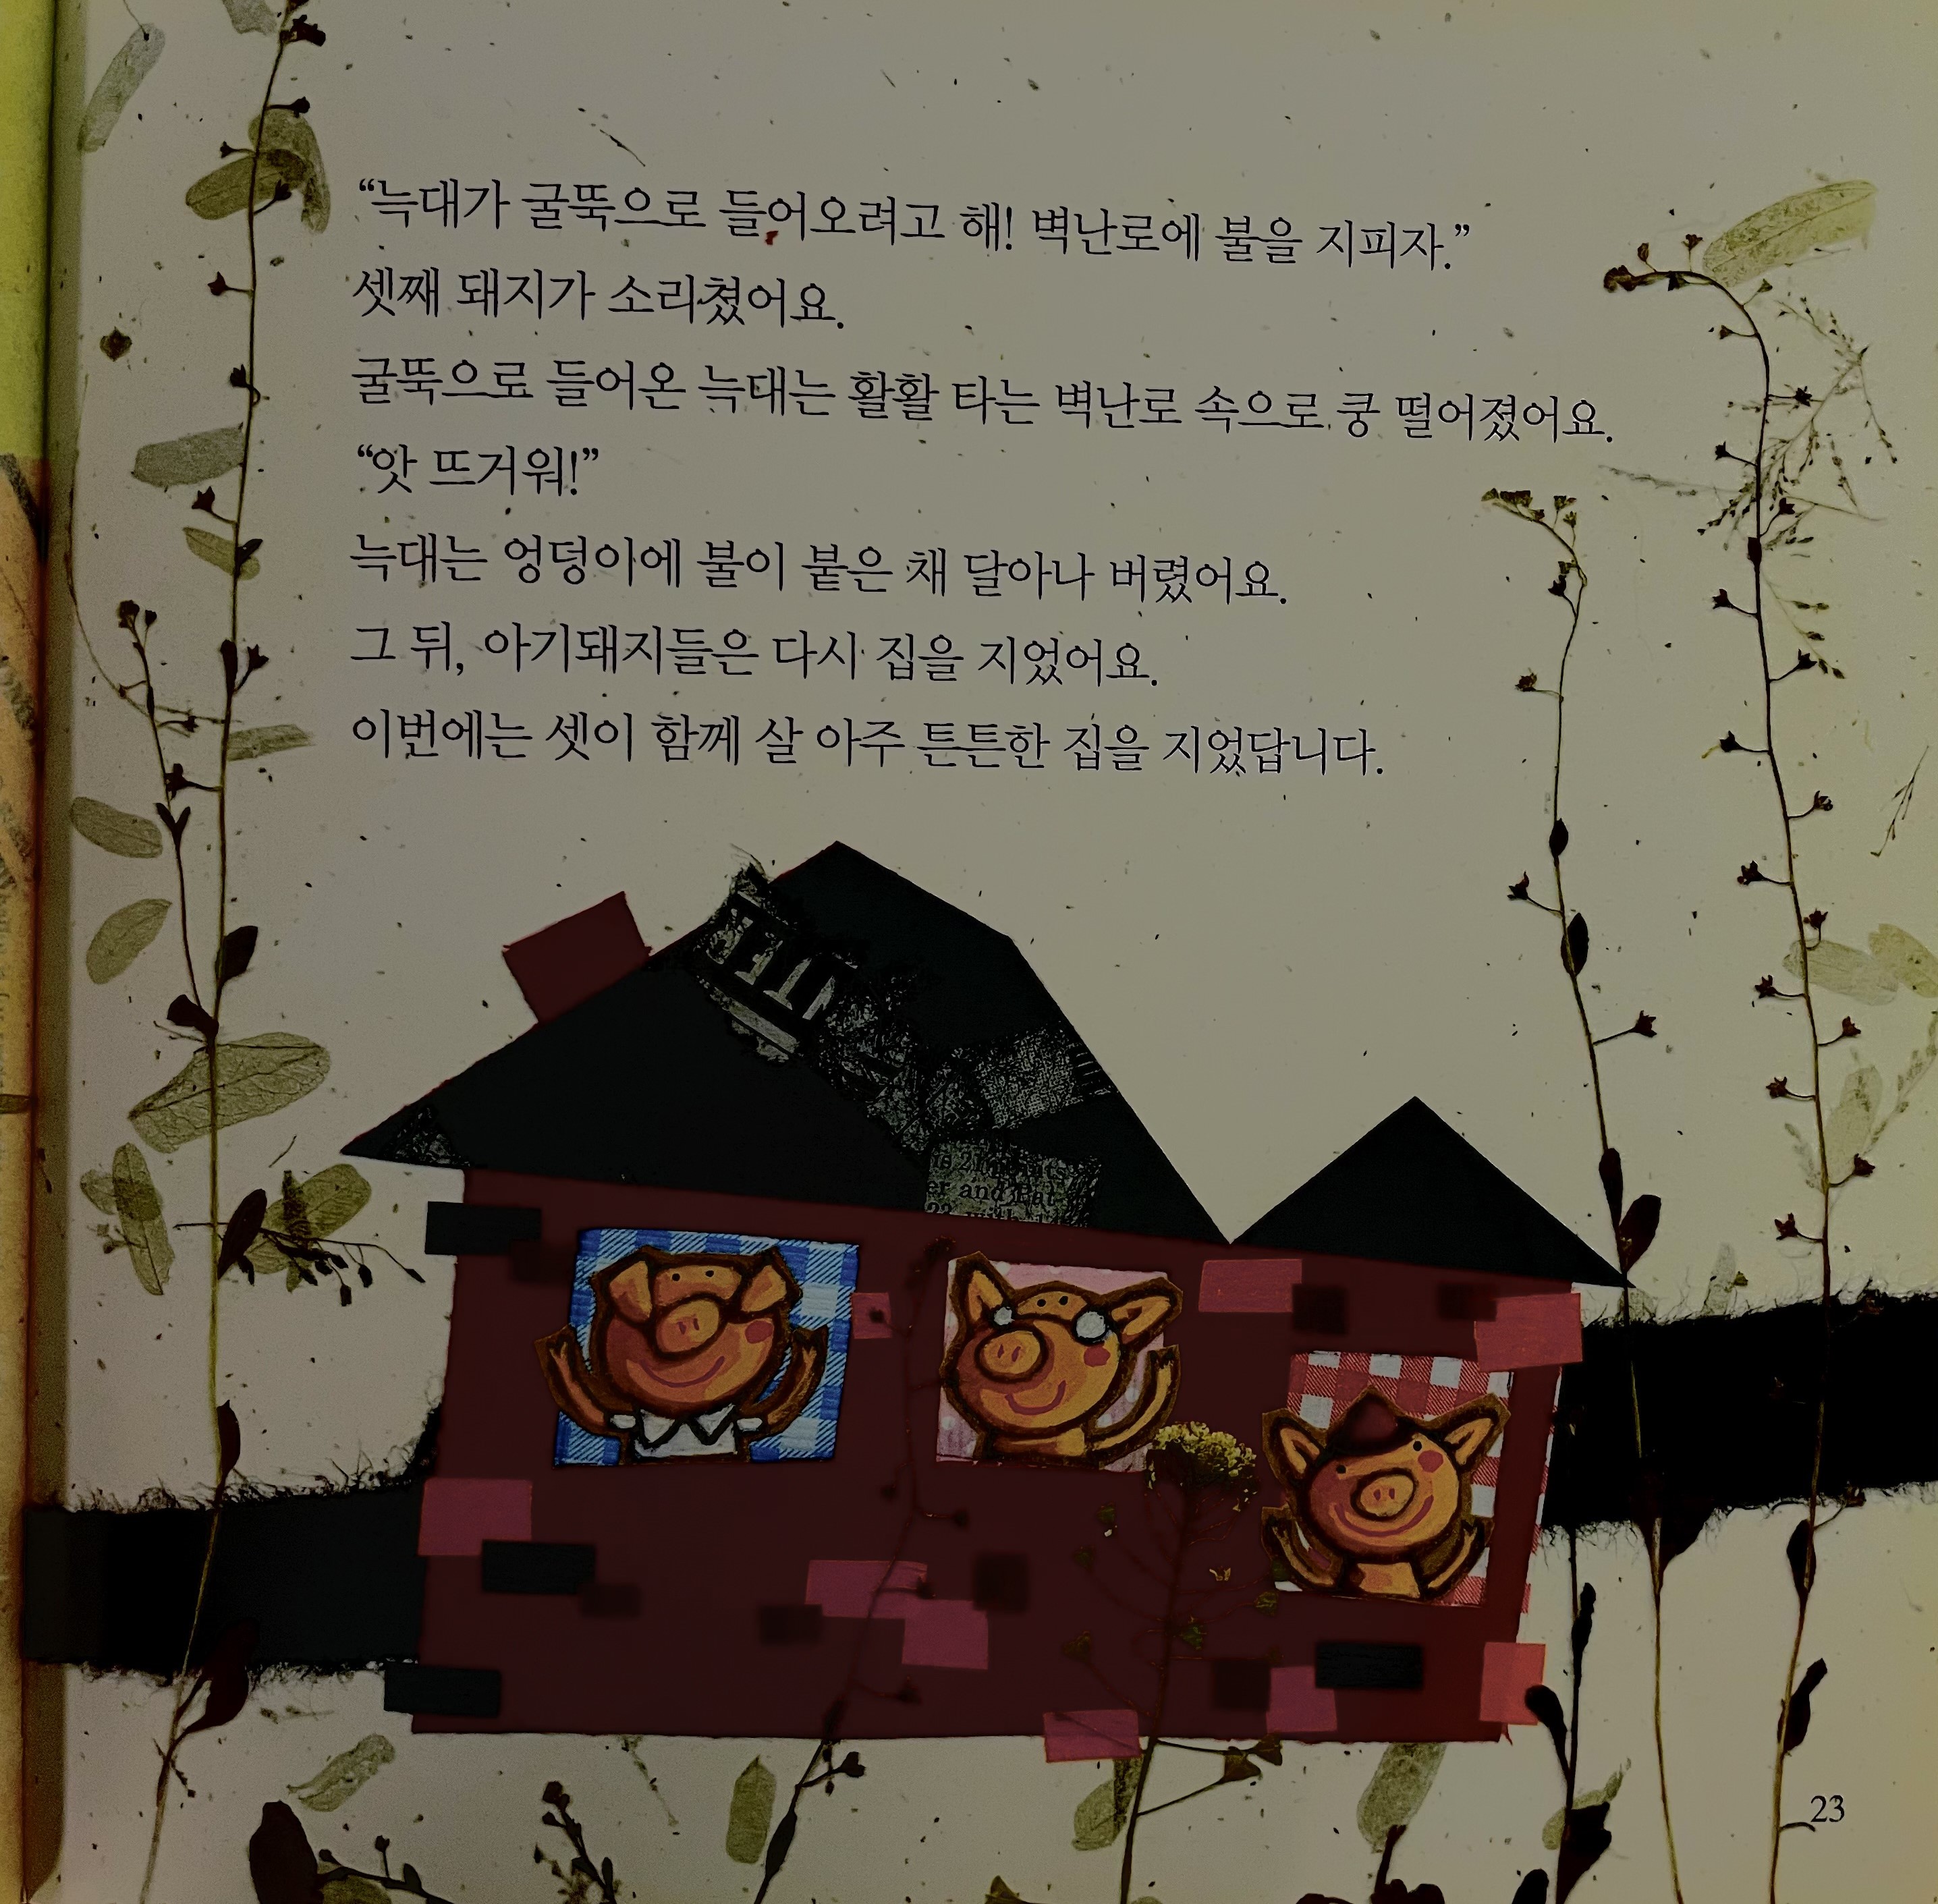 “늑대가 굴뚝으로 들어오려고 해! 벽난로에 불을 지피자.”
셋째 돼지가 소리쳤어요.
굴뚝으로 들어온 늑대는 활활 타는 벽난로 속으로 쿵 떨어졌어요.
“앗 뜨거워!”
늑대는 엉덩이에 불이 붙은 채 달아나 버렸어요.
그 뒤, 아기돼지들은 다시 집을 지었어요.
이번에는 셋이 함께 살 아주 튼튼한 집을 지었답니다.
er and Pat-
23